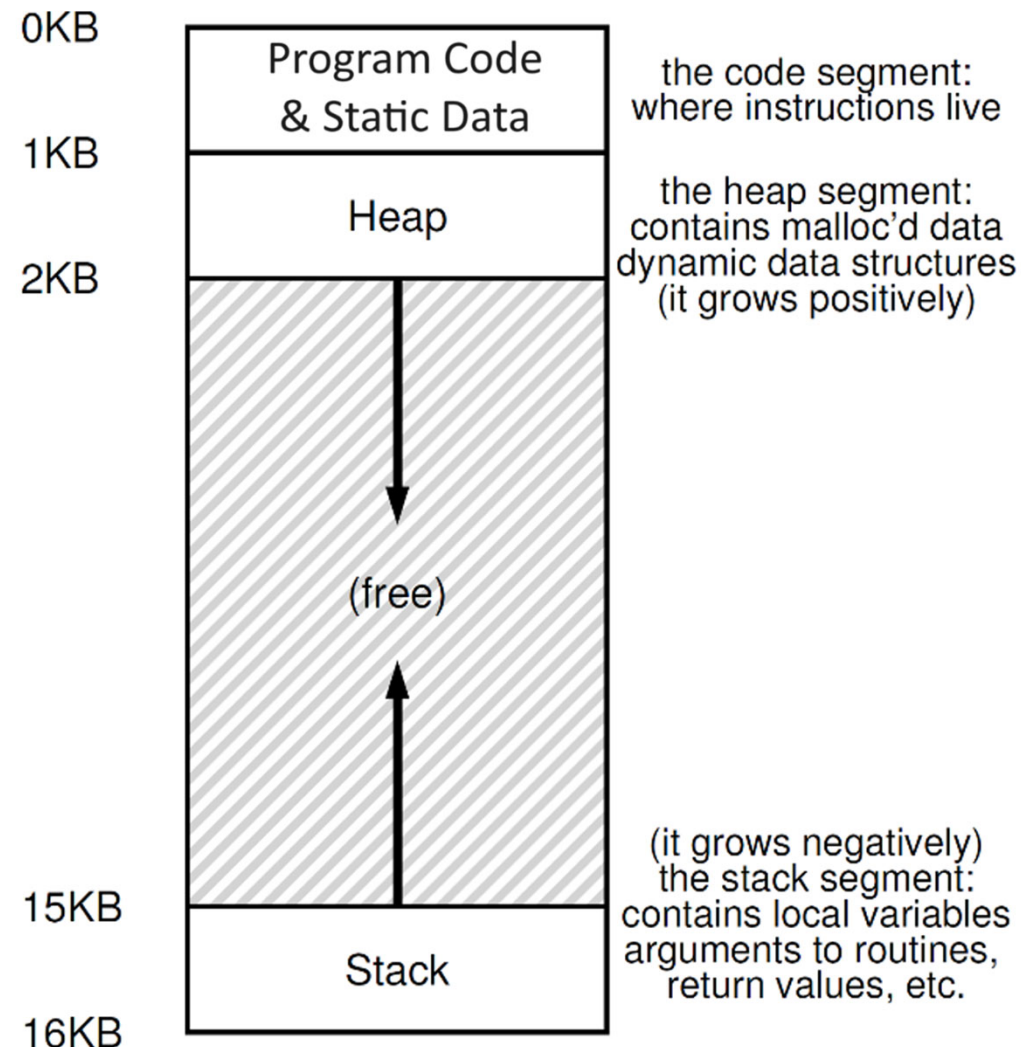 0KB
Program Code
& Static Data
the code segment:
where instructions live
1KB
Heap
the heap segment:
contains malloc'd data
dynamic data structures
(it grows positively)
2KB
(free)
(it grows negatively)
the stack segment:
contains local variables
arguments to routines,
return values, etc.
15KB
Stack
16KB